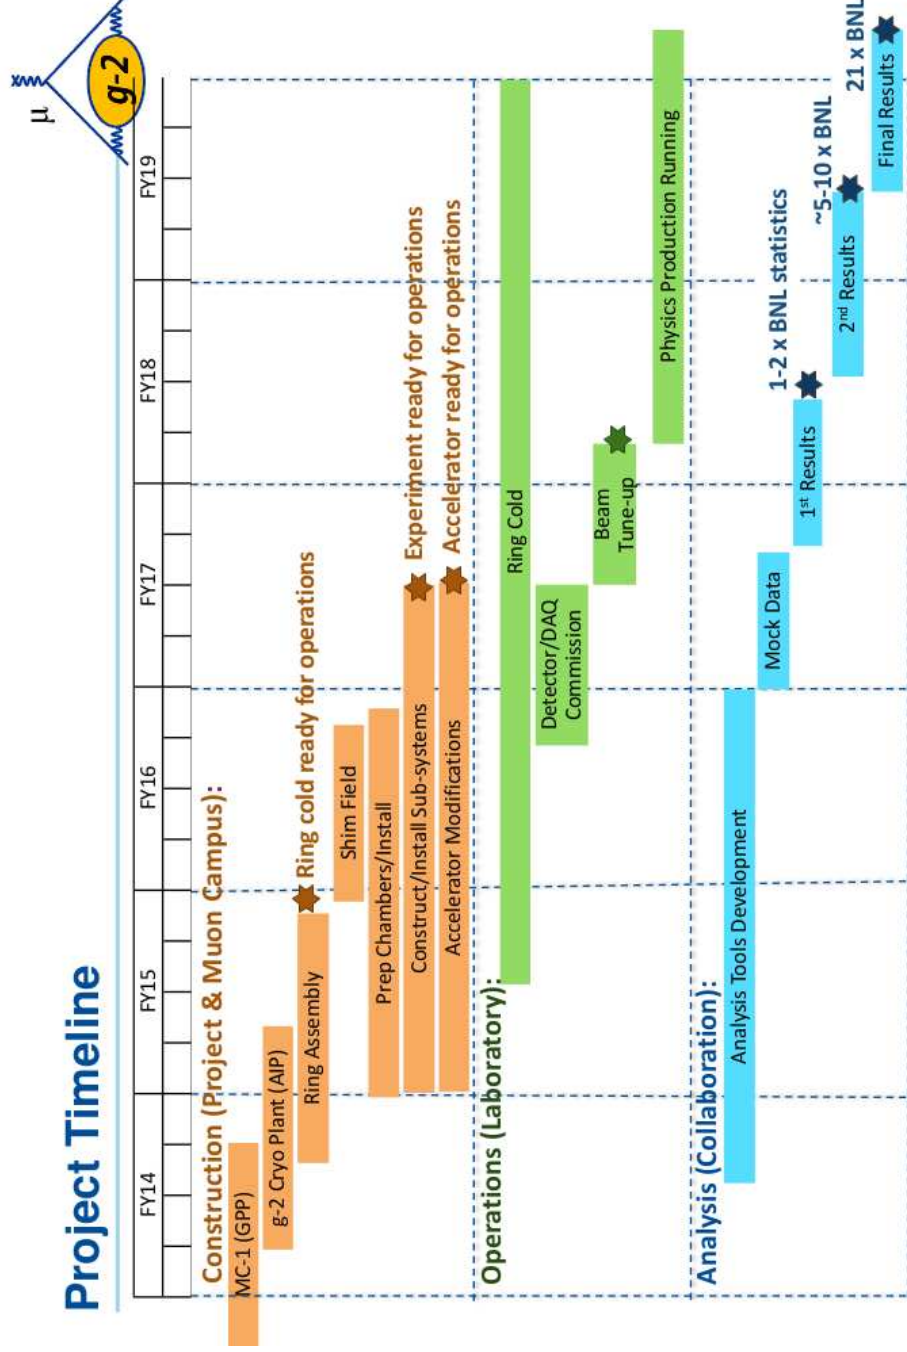 Project Timeline
μ
g-2
FY14 FY15 FY16 FY17 FY18 FY19
Construction (Project & Muon Campus):
MC-1 (GPP)
g-2 Cryo Plant (AIP)
Ring Assembly
Ring cold ready for operations
Shim Field
Prep Chambers/Install
Construct/Install Sub-systems
Experiment ready for operations
Accelerator Modifications
Accelerator ready for operations
Operations (Laboratory):
Ring Cold
Detector/DAQ
Commission
Beam
Tune-up
Physics Production Running
Analysis (Collaboration):
Analysis Tools Development
Mock Data
1st Results
1-2 x BNL statistics
2nd Results
~5-10 x BNL
Final Results
21 x BNL